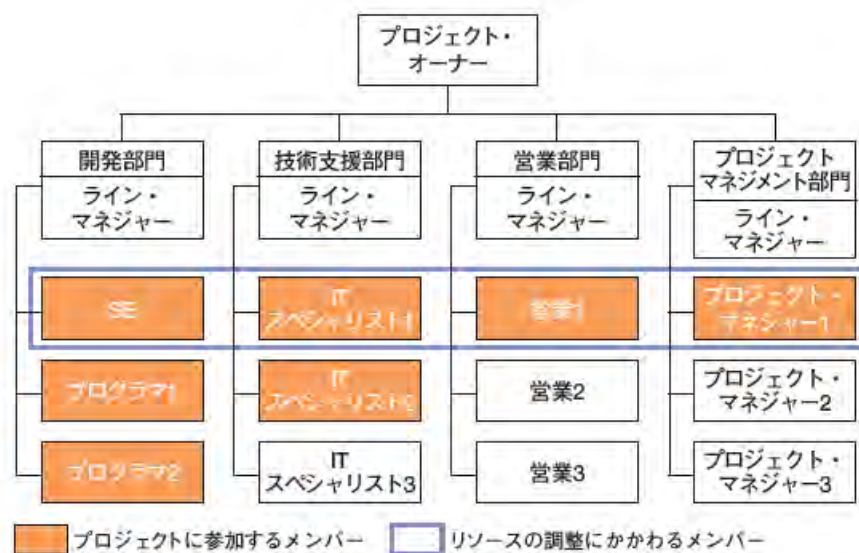 プロジェクト・
オーナー
開発部門
ライン・
マネジャー
技術支援部門
ライン・
マネジャー
営業部門
ライン・
マネジャー
プロジェクト
マネジメント部門
ライン・
マネジャー
SE
IT
スペシャリスト1
営業1
プロジェクト・
マネジャー1
プログラマ1
IT
スペシャリスト2
営業2
プロジェクト・
マネジャー2
プログラマ2
IT
スペシャリスト3
営業3
プロジェクト・
マネジャー3
プロジェクトに参加するメンバー
リソースの調整にかかわるメンバー